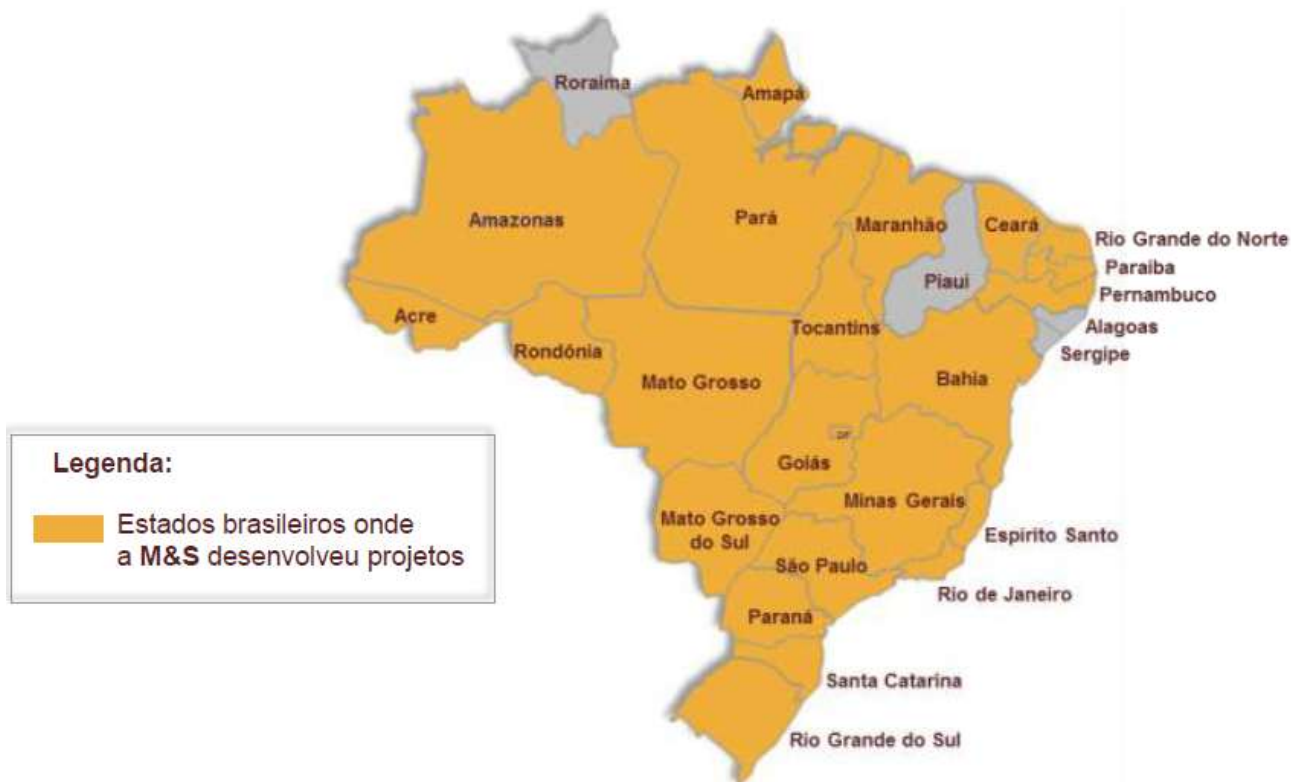 Roraima
Amapá
Amazonas
Pará
Maranhão
Ceará
Rio Grande do Norte
Paraiba
Piaui
Pernambuco
Acre
Tocantins
Alagoas
Rondônia
Sergipe
Mato Grosso
Bahia
DF
Goiás
Minas Gerais
Mato Grosso
do Sul
Espírito Santo
São Paulo
Rio de Janeiro
Paraná
Santa Catarina
Rio Grande do Sul
Legenda:
Estados brasileiros onde
a M&S desenvolveu projetos